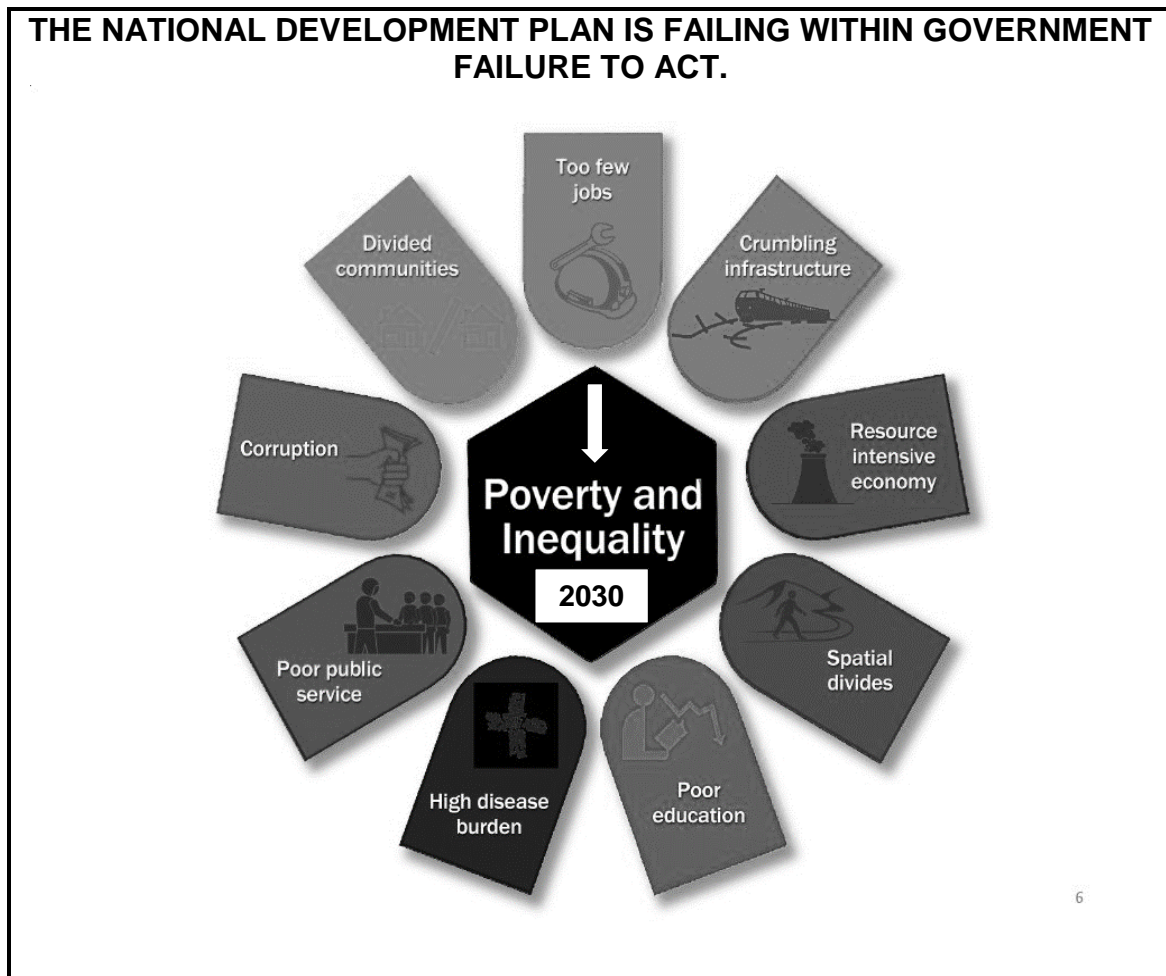 THE NATIONAL DEVELOPMENT PLAN IS FAILING WITHIN GOVERNMENT
FAILURE TO ACT.
Too few
jobs
Divided
communities
Crumbling
infrastructure
Corruption
Resource
intensive
economy
Poverty and
Inequality
2030
Poor public
service
Spatial
divides
High disease
burden
Poor
education
6